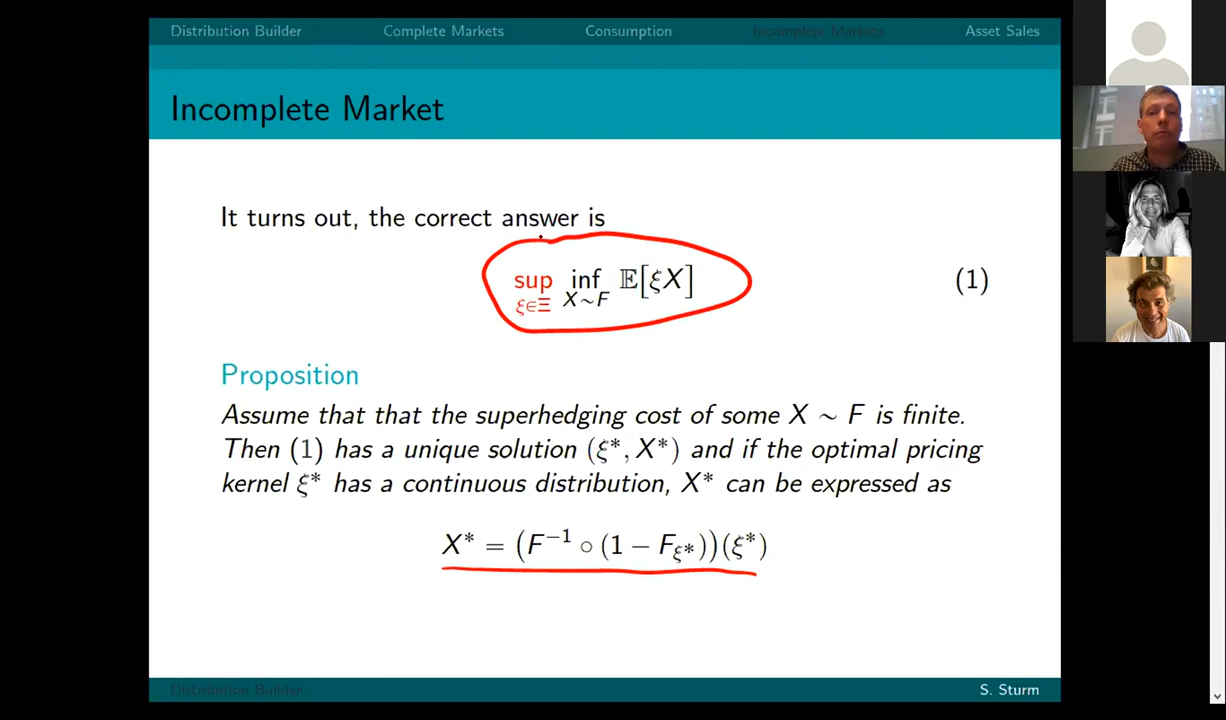 Distribution Builder Complete Markets Consumption Incomplete Markets Asset Sales
Incomplete Market
It turns out, the correct answer is
sup inf 𝔼[ξX] (1)
ξ∈Ξ X∼F
Proposition
Assume that that the superhedging cost of some X ∼ F is finite.
Then (1) has a unique solution (ξ*, X*) and if the optimal pricing
kernel ξ* has a continuous distribution, X* can be expressed as
X* = (F⁻¹ ∘ (1 − F_ξ*))(ξ*)
Distribution Builder S. Sturm